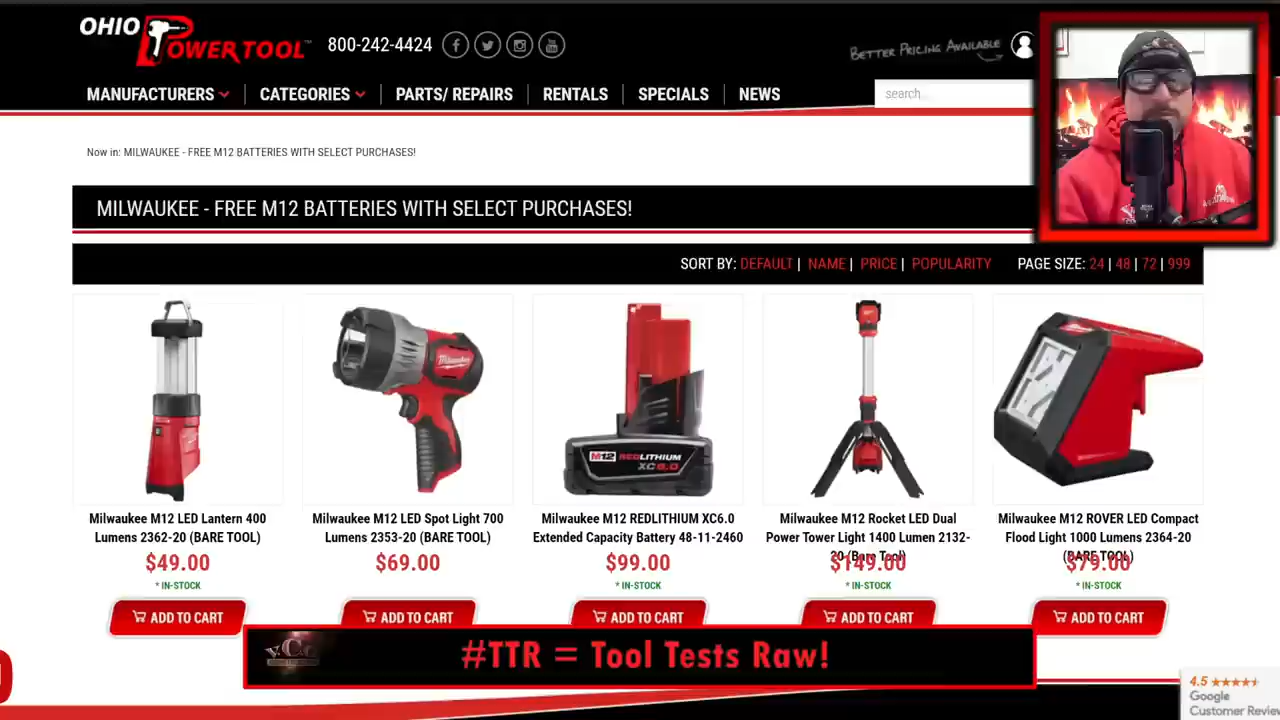 OHIO
POWER TOOL™
800-242-4424
BETTER PRICING AVAILABLE
MANUFACTURERS
CATEGORIES
PARTS/ REPAIRS
RENTALS
SPECIALS
NEWS
search...
Now in: MILWAUKEE - FREE M12 BATTERIES WITH SELECT PURCHASES!
MILWAUKEE - FREE M12 BATTERIES WITH SELECT PURCHASES!
SORT BY: DEFAULT | NAME | PRICE | POPULARITY PAGE SIZE: 24 | 48 | 72 | 999
Milwaukee
M12 REDLITHIUM
XC6.0
Milwaukee M12 LED Lantern 400
Lumens 2362-20 (BARE TOOL)
$49.00
* IN-STOCK
ADD TO CART
Milwaukee M12 LED Spot Light 700
Lumens 2353-20 (BARE TOOL)
$69.00
ADD TO CART
Milwaukee M12 REDLITHIUM XC6.0
Extended Capacity Battery 48-11-2460
$99.00
* IN-STOCK
ADD TO CART
Milwaukee M12 Rocket LED Dual
Power Tower Light 1400 Lumen 2132-
20 (Bare Tool)
$149.00
* IN-STOCK
ADD TO CART
Milwaukee M12 ROVER LED Compact
Flood Light 1000 Lumens 2364-20
(BARE TOOL)
$79.00
* IN-STOCK
ADD TO CART
V.C.G
#TTR = Tool Tests Raw!
4.5
Google
Customer Review